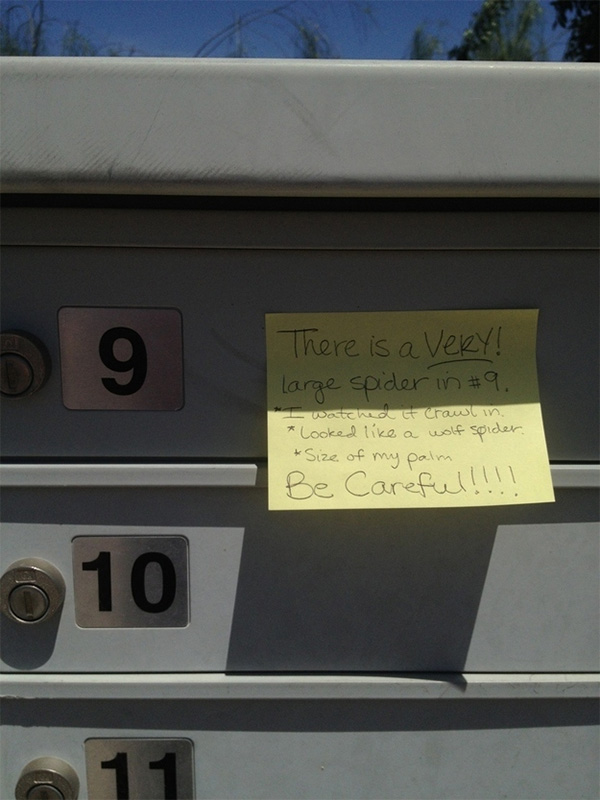 9
There is a VERY!
large spider in #9.
*I watched it crawl in.
*Looked like a wolf spider.
*Size of my palm
Be Careful!!!!
10
11